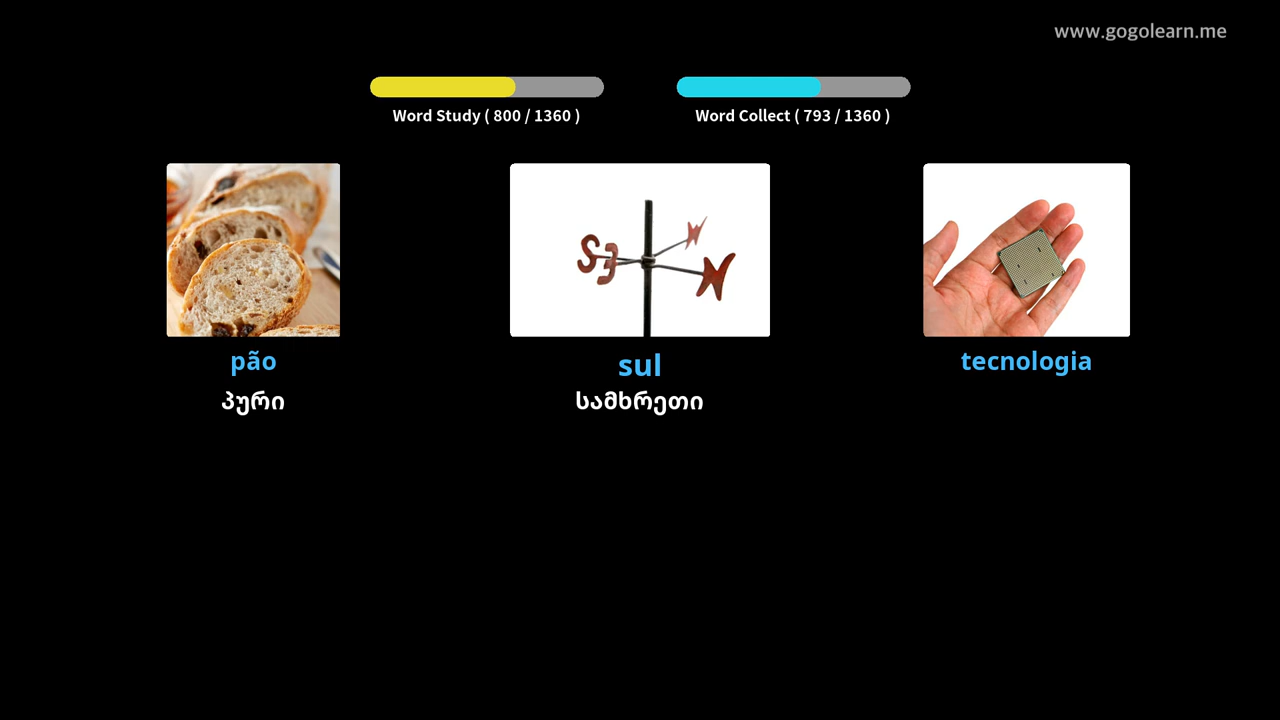 www.gogolearn.me
Word Study ( 800 / 1360 )
Word Collect ( 793 / 1360 )
S
E
N
W
pão
პური
sul
სამხრეთი
tecnologia